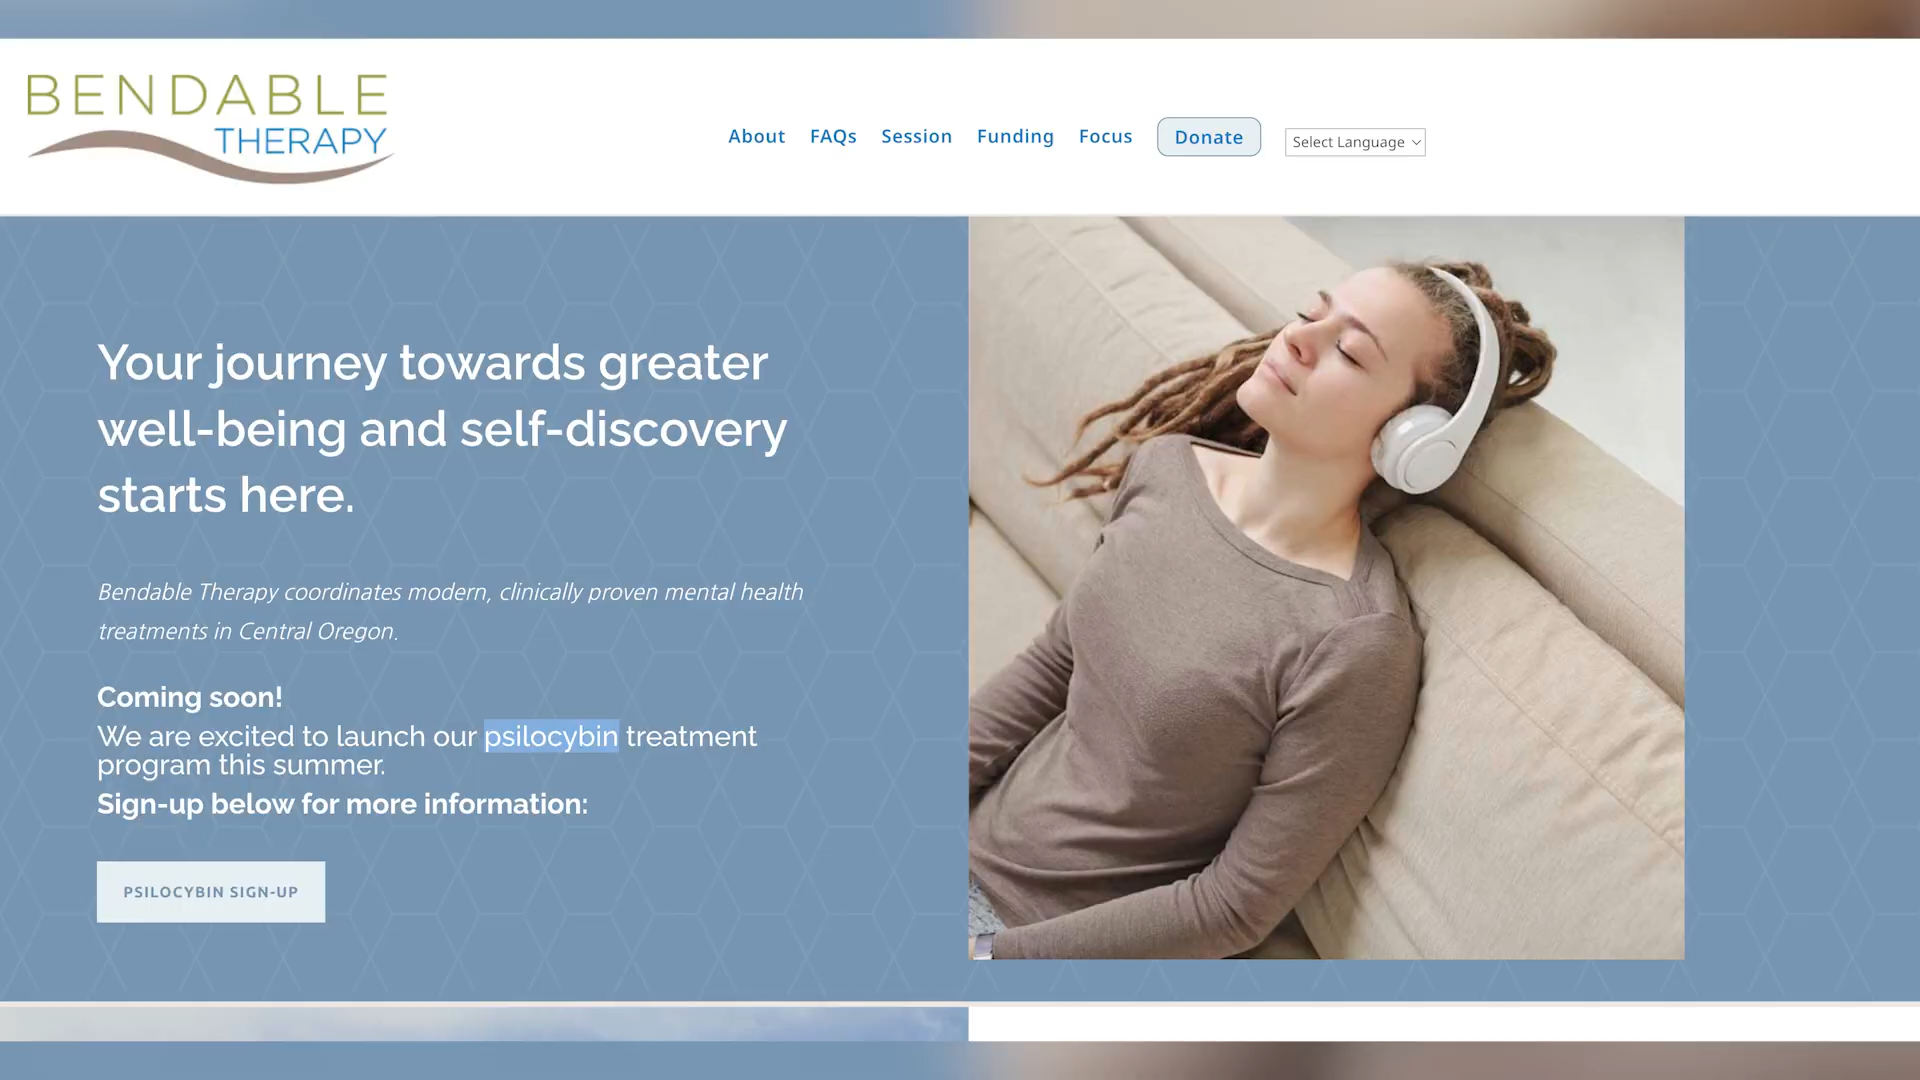 BENDABLE
THERAPY
About FAQs Session Funding Focus Donate Select Language
Your journey towards greater
well-being and self-discovery
starts here.
Bendable Therapy coordinates modern, clinically proven mental health
treatments in Central Oregon.
Coming soon!
We are excited to launch our psilocybin treatment
program this summer.
Sign-up below for more information:
PSILOCYBIN SIGN-UP